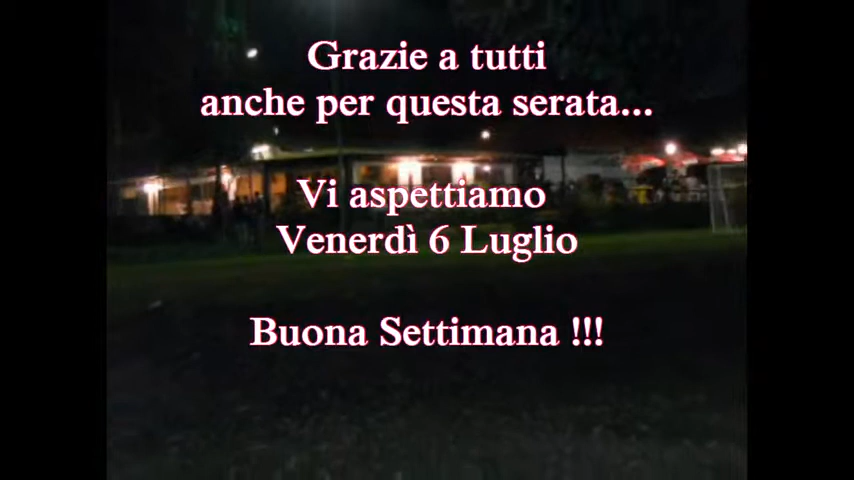 Grazie a tutti
anche per questa serata...
Vi aspettiamo
Venerdì 6 Luglio
Buona Settimana !!!